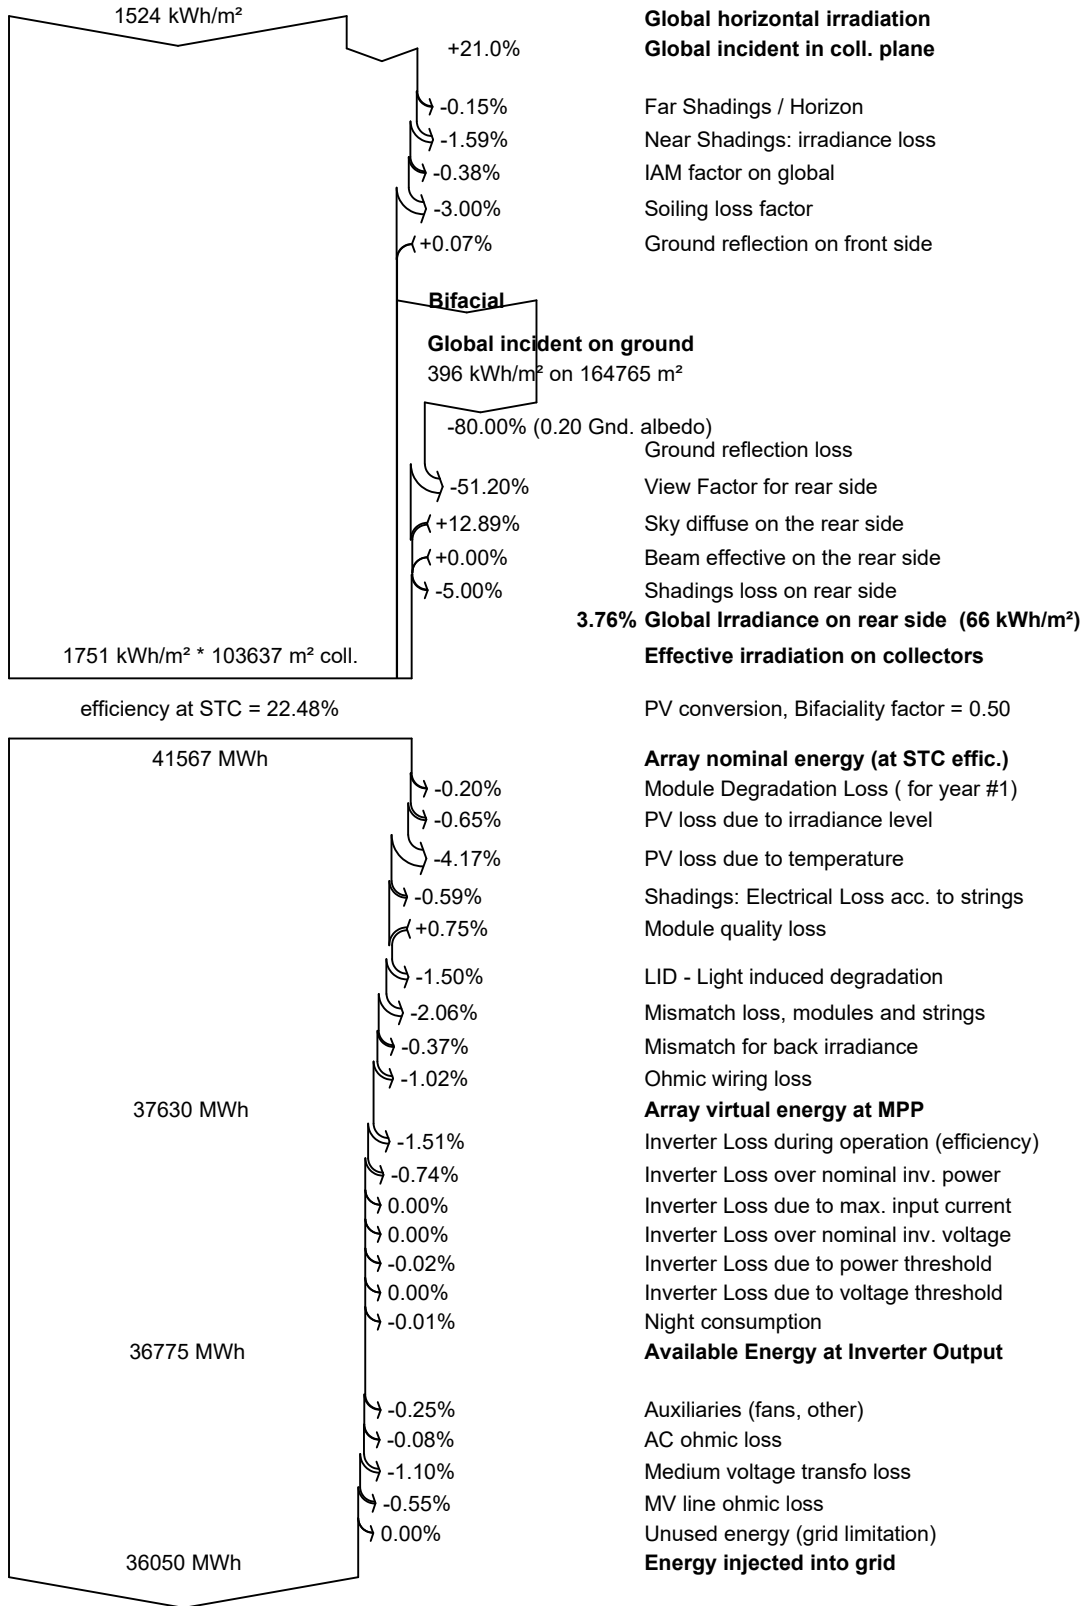 1524 kWh/m² Global horizontal irradiation
+21.0% Global incident in coll. plane
-0.15% Far Shadings / Horizon
-1.59% Near Shadings: irradiance loss
-0.38% IAM factor on global
-3.00% Soiling loss factor
+0.07% Ground reflection on front side
Bifacial
Global incident on ground
396 kWh/m² on 164765 m²
-80.00% (0.20 Gnd. albedo)
Ground reflection loss
-51.20% View Factor for rear side
+12.89% Sky diffuse on the rear side
+0.00% Beam effective on the rear side
-5.00% Shadings loss on rear side
3.76% Global Irradiance on rear side (66 kWh/m²)
1751 kWh/m² * 103637 m² coll. Effective irradiation on collectors
efficiency at STC = 22.48% PV conversion, Bifaciality factor = 0.50
41567 MWh Array nominal energy (at STC effic.)
-0.20% Module Degradation Loss ( for year #1)
-0.65% PV loss due to irradiance level
-4.17% PV loss due to temperature
-0.59% Shadings: Electrical Loss acc. to strings
+0.75% Module quality loss
-1.50% LID - Light induced degradation
-2.06% Mismatch loss, modules and strings
-0.37% Mismatch for back irradiance
-1.02% Ohmic wiring loss
37630 MWh Array virtual energy at MPP
-1.51% Inverter Loss during operation (efficiency)
-0.74% Inverter Loss over nominal inv. power
0.00% Inverter Loss due to max. input current
0.00% Inverter Loss over nominal inv. voltage
-0.02% Inverter Loss due to power threshold
0.00% Inverter Loss due to voltage threshold
-0.01% Night consumption
36775 MWh Available Energy at Inverter Output
-0.25% Auxiliaries (fans, other)
-0.08% AC ohmic loss
-1.10% Medium voltage transfo loss
-0.55% MV line ohmic loss
0.00% Unused energy (grid limitation)
36050 MWh Energy injected into grid